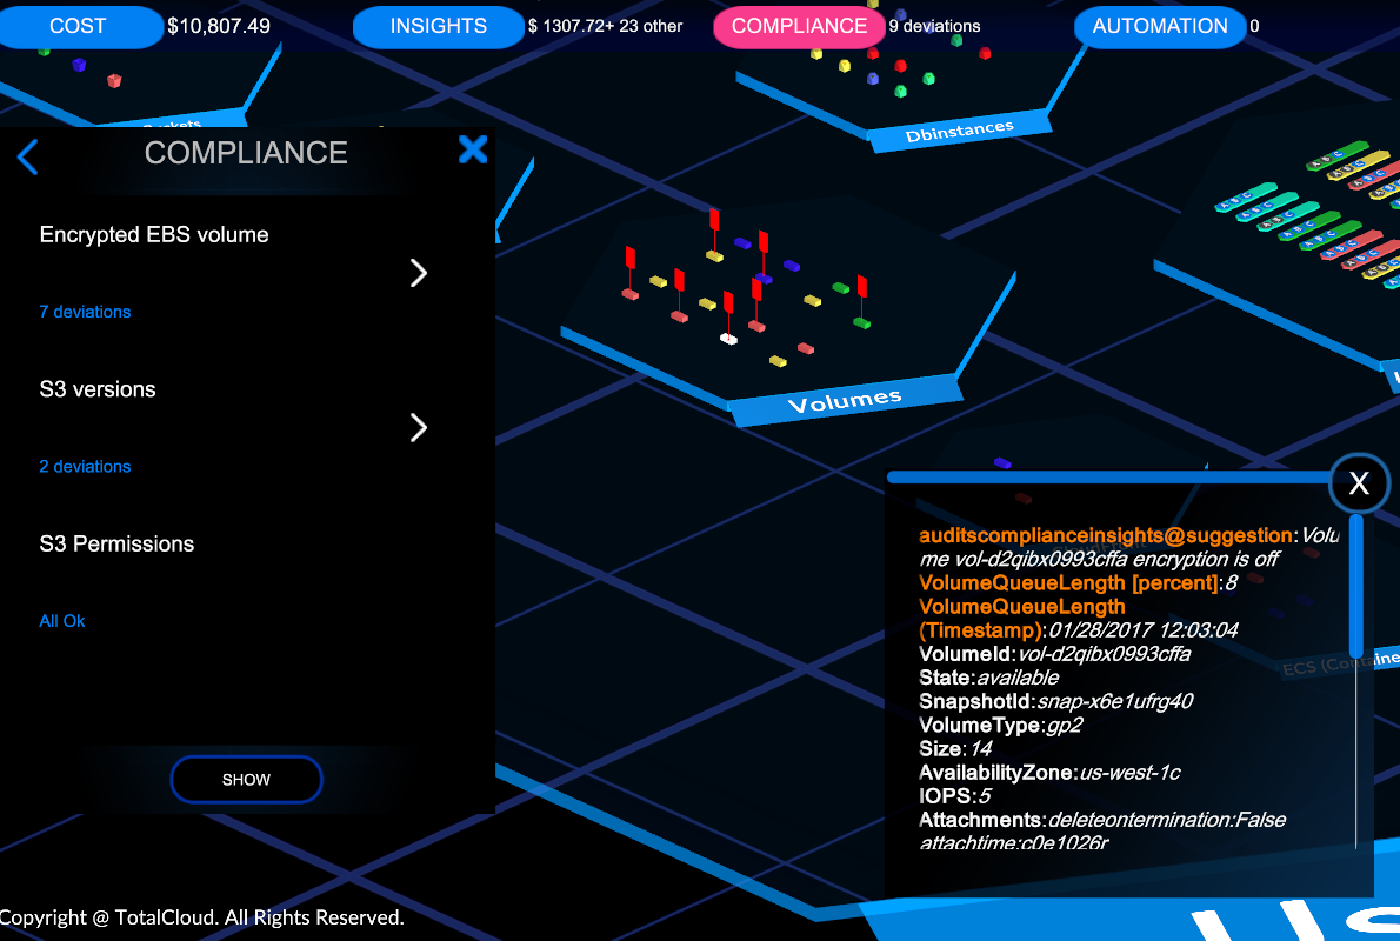 COST $10,807.49 INSIGHTS $ 1307.72+ 23 other COMPLIANCE 9 deviations AUTOMATION 0
Dbinstances
COMPLIANCE
Encrypted EBS volume
7 deviations
S3 versions
2 deviations
S3 Permissions
All Ok
SHOW
Volumes
X
auditscomplianceinsights@suggestion:Volu
me vol-d2qibx0993cffa encryption is off
VolumeQueueLength [percent]:8
VolumeQueueLength
(Timestamp):01/28/2017 12:03:04
VolumeId:vol-d2qibx0993cffa
State:available
SnapshotId:snap-x6e1ufrg40
VolumeType:gp2
Size:14
AvailabilityZone:us-west-1c
IOPS:5
Attachments:deleteontermination:False
attachtime:c0e1026r
ECS (Containe
Copyright @ TotalCloud. All Rights Reserved.